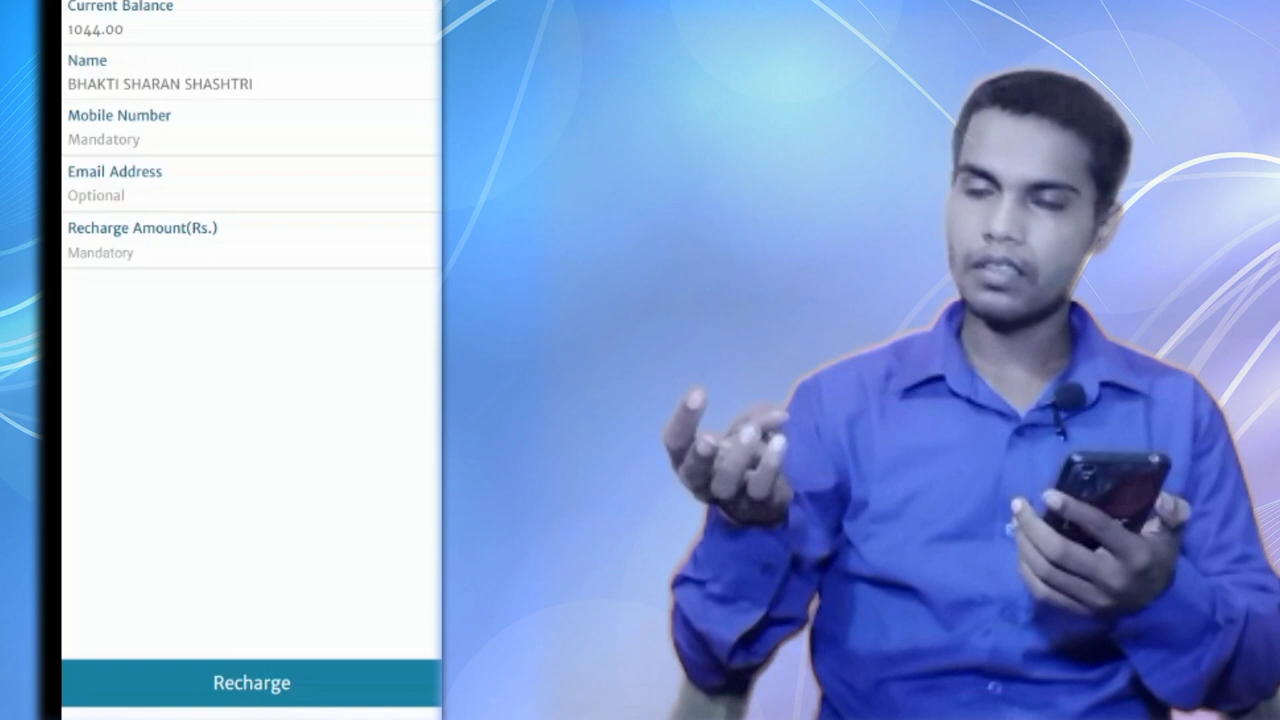 Current Balance
1044.00
Name
BHAKTI SHARAN SHASHTRI
Mobile Number
Mandatory
Email Address
Optional
Recharge Amount(Rs.)
Mandatory
Recharge